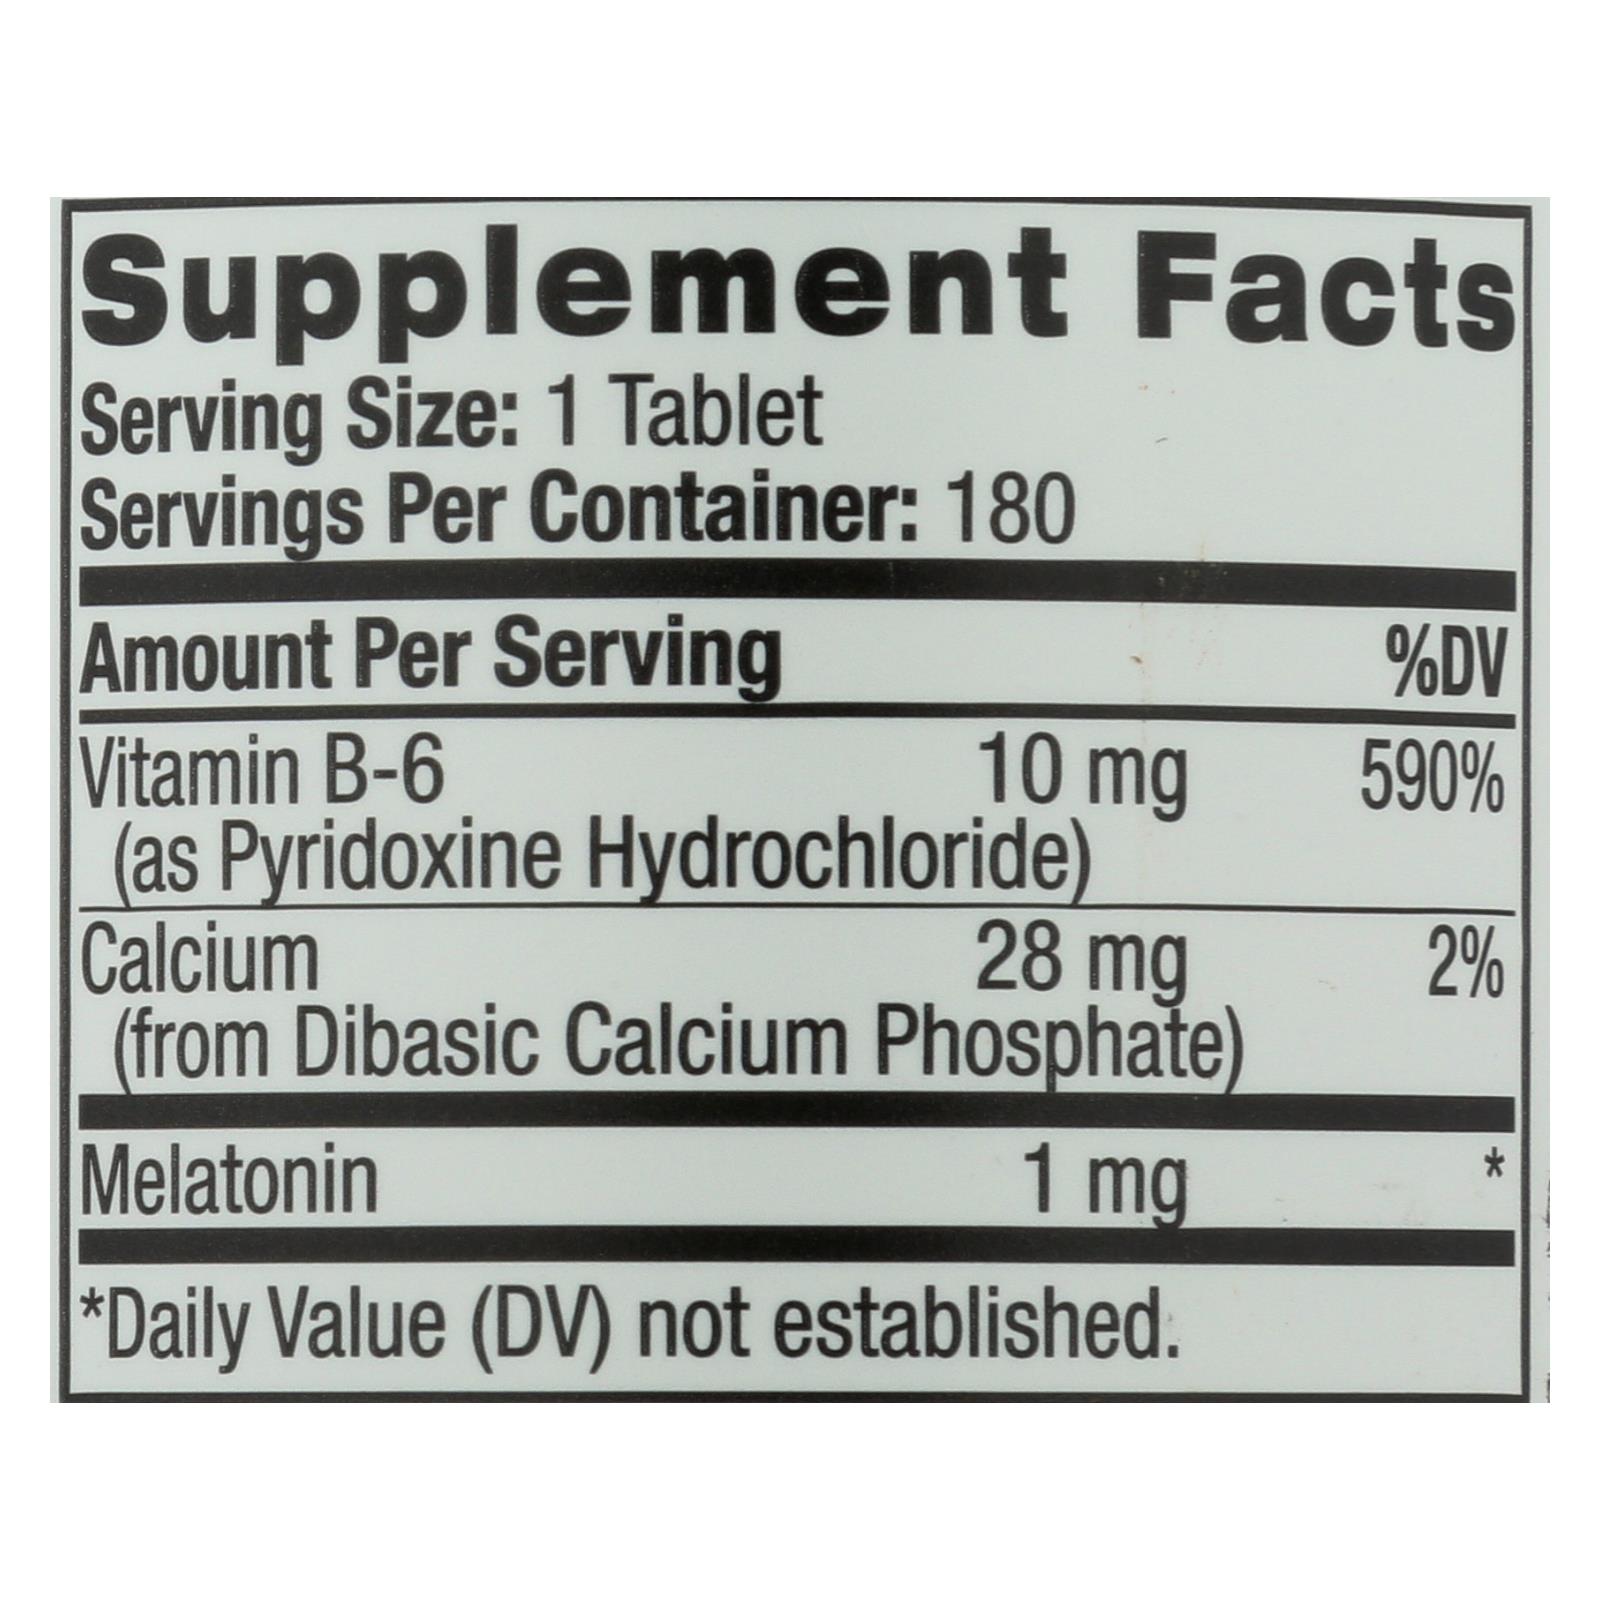 Supplement Facts
Serving Size: 1 Tablet
Servings Per Container: 180
Amount Per Serving %DV
Vitamin B-6 10 mg 590%
(as Pyridoxine Hydrochloride)
Calcium 28 mg 2%
(from Dibasic Calcium Phosphate)
Melatonin 1 mg *
*Daily Value (DV) not established.